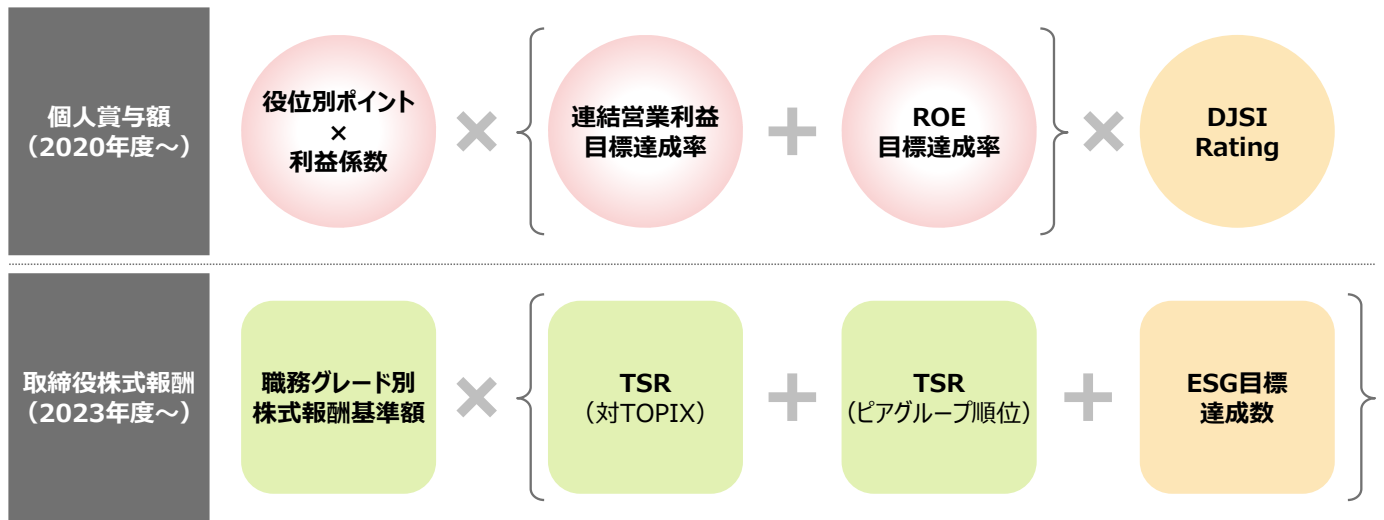 個人賞与額
（2020年度～）
役位別ポイント
×
利益係数
×
連結営業利益
目標達成率
+
ROE
目標達成率
×
DJSI
Rating
取締役株式報酬
（2023年度～）
職務グレード別
株式報酬基準額
×
TSR
（対TOPIX）
+
TSR
（ピアグループ順位）
+
ESG目標
達成数